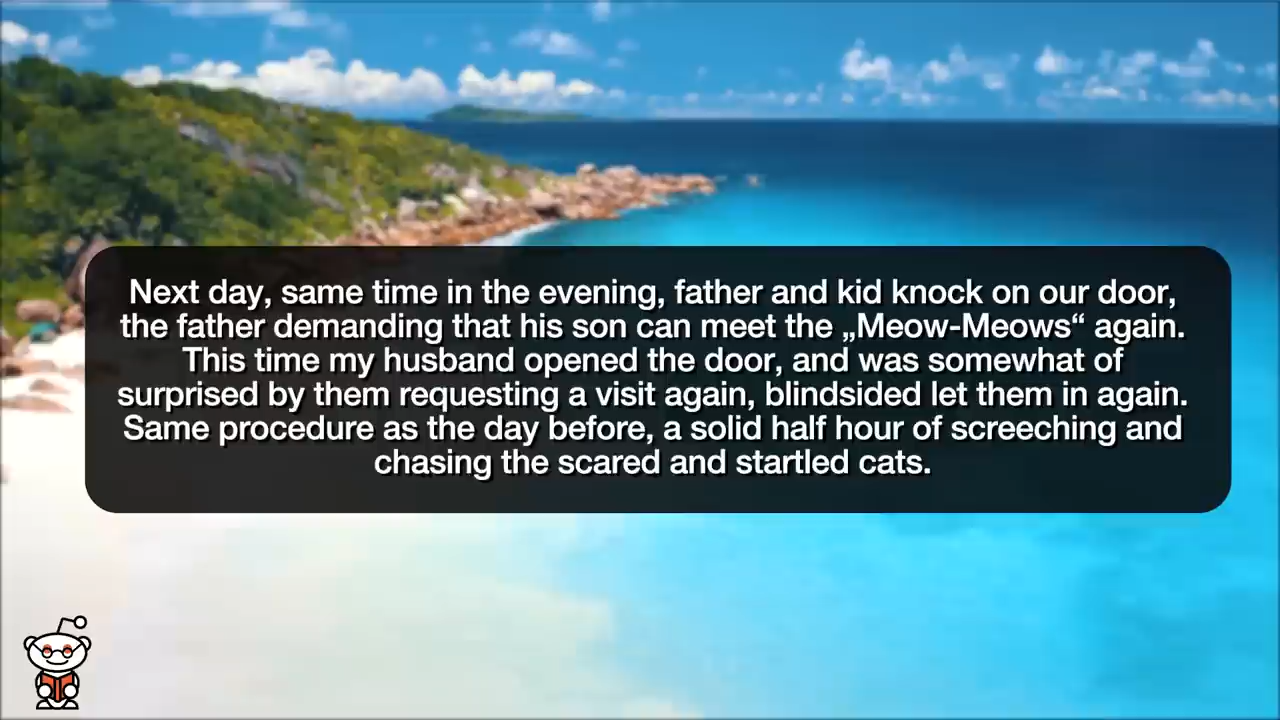 Next day, same time in the evening, father and kid knock on our door,
the father demanding that his son can meet the „Meow-Meows“ again.
This time my husband opened the door, and was somewhat of
surprised by them requesting a visit again, blindsided let them in again.
Same procedure as the day before, a solid half hour of screeching and
chasing the scared and startled cats.